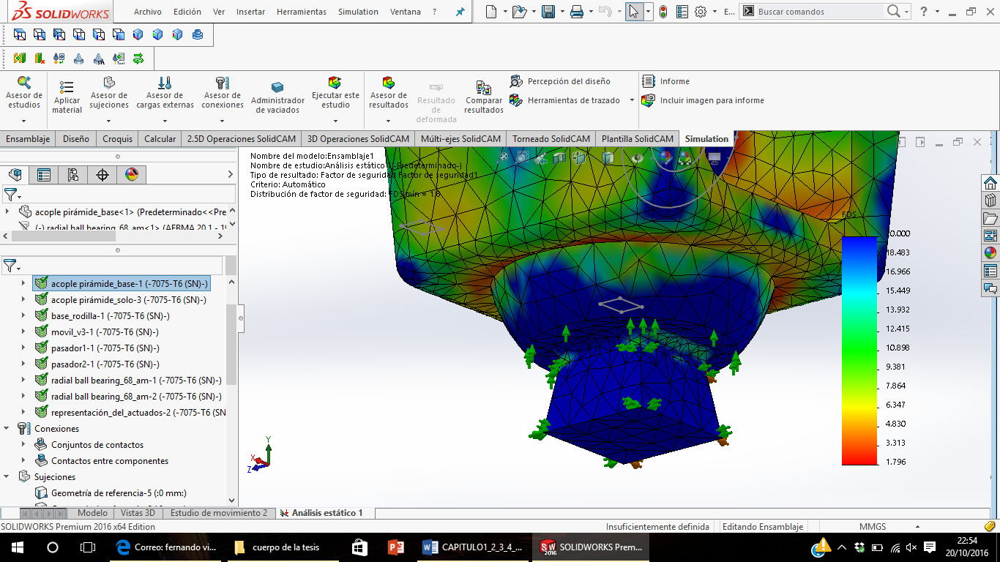 SOLIDWORKS
Archivo Edición Ver Insertar Herramientas Simulation Ventana ?
E... Buscar comandos ?
Asesor de estudios
Aplicar material
Asesor de sujeciones
Asesor de cargas externas
Asesor de conexiones
Administrador de vaciados
Ejecutar este estudio
Asesor de resultados
Resultado de deformada
Comparar resultados
Percepción del diseño
Herramientas de trazado
Informe
Incluir imagen para informe
Ensamblaje Diseño Croquis Calcular 2.5D Operaciones SolidCAM 3D Operaciones SolidCAM Múlti-ejes SolidCAM Torneado SolidCAM Plantilla SolidCAM Simulation
Nombre del modelo:Ensamblaje1
Nombre de estudio:Análisis estático 1(-Predeterminado-)
Tipo de resultado: Factor de seguridad Factor de seguridad1
Criterio: Automático
Distribución de factor de seguridad: FDS mín = 1.8
acople pirámide_base<1> (Predeterminado<<Pre
(-) radial ball bearing_68_am<1> (AFBMA 20.1 - 1
acople pirámide_base-1 (-7075-T6 (SN)-)
acople pirámide_solo-3 (-7075-T6 (SN)-)
base_rodilla-1 (-7075-T6 (SN)-)
movil_v3-1 (-7075-T6 (SN)-)
pasador1-1 (-7075-T6 (SN)-)
pasador2-1 (-7075-T6 (SN)-)
radial ball bearing_68_am-1 (-7075-T6 (SN)-)
radial ball bearing_68_am-2 (-7075-T6 (SN)-)
representación_del_actuados-2 (-7075-T6 (SN
Conexiones
Conjuntos de contactos
Contactos entre componentes
Sujeciones
Geometría de referencia-5 (:0 mm:)
FDS
20.000
18.483
16.966
15.449
13.932
12.415
10.898
9.381
7.864
6.347
4.830
3.313
1.796
Y
X
Z
Modelo Vistas 3D Estudio de movimiento 2 Análisis estático 1
SOLIDWORKS Premium 2016 x64 Edition Insuficientemente definida Editando Ensamblaje MMGS
Correo: fernando vi... cuerpo de la tesis CAPITULO1_2_3_4_... SOLIDWORKS Prem...
22:54
20/10/2016